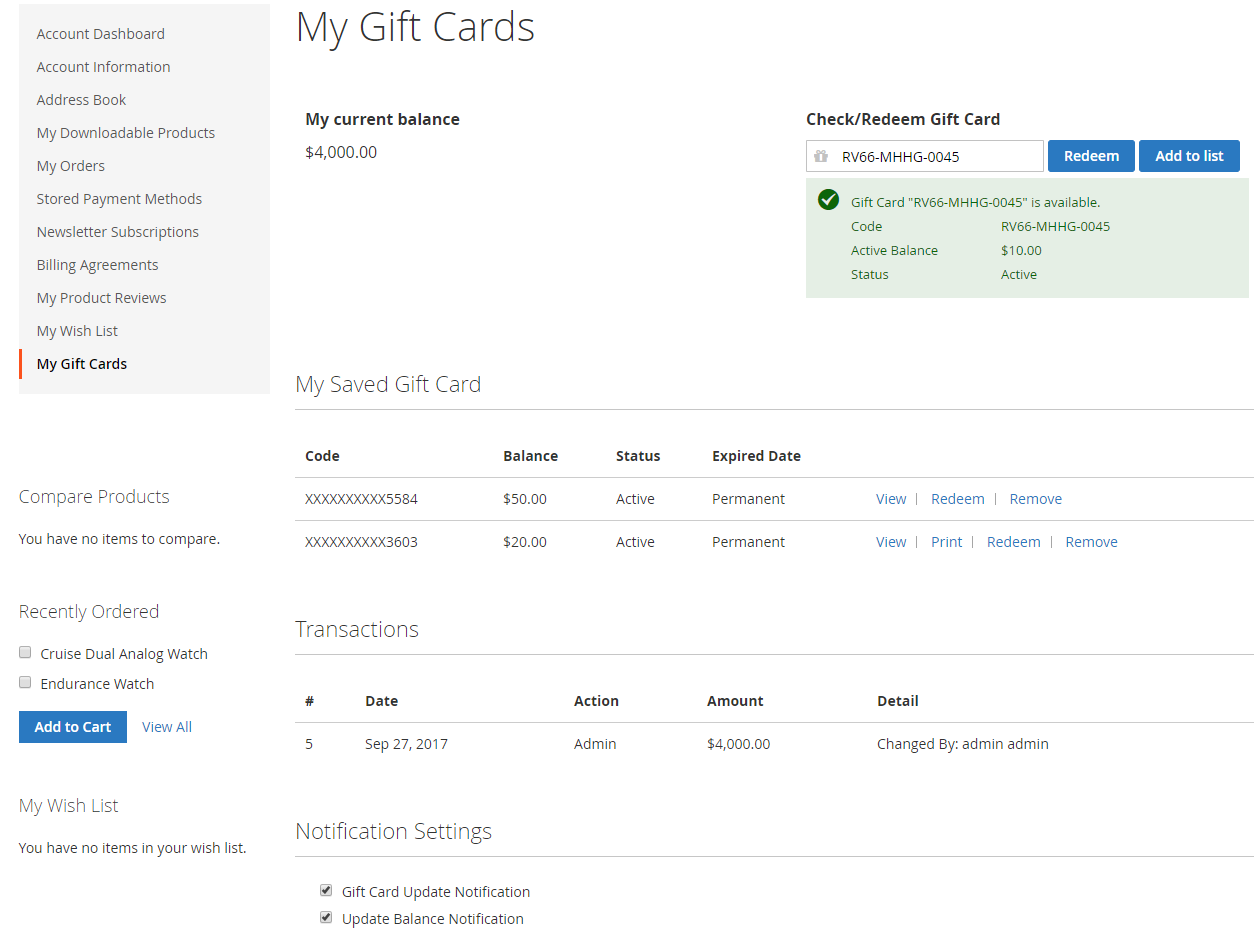 Account Dashboard
Account Information
Address Book
My Downloadable Products
My Orders
Stored Payment Methods
Newsletter Subscriptions
Billing Agreements
My Product Reviews
My Wish List
My Gift Cards
Compare Products
You have no items to compare.
Recently Ordered
Cruise Dual Analog Watch
Endurance Watch
Add to Cart View All
My Wish List
You have no items in your wish list.
My Gift Cards
My current balance
$4,000.00
Check/Redeem Gift Card
RV66-MHHG-0045 Redeem Add to list
Gift Card "RV66-MHHG-0045" is available.
Code RV66-MHHG-0045
Active Balance $10.00
Status Active
My Saved Gift Card
Code Balance Status Expired Date
XXXXXXXXXX5584 $50.00 Active Permanent View | Redeem | Remove
XXXXXXXXXX3603 $20.00 Active Permanent View | Print | Redeem | Remove
Transactions
# Date Action Amount Detail
5 Sep 27, 2017 Admin $4,000.00 Changed By: admin admin
Notification Settings
Gift Card Update Notification
Update Balance Notification